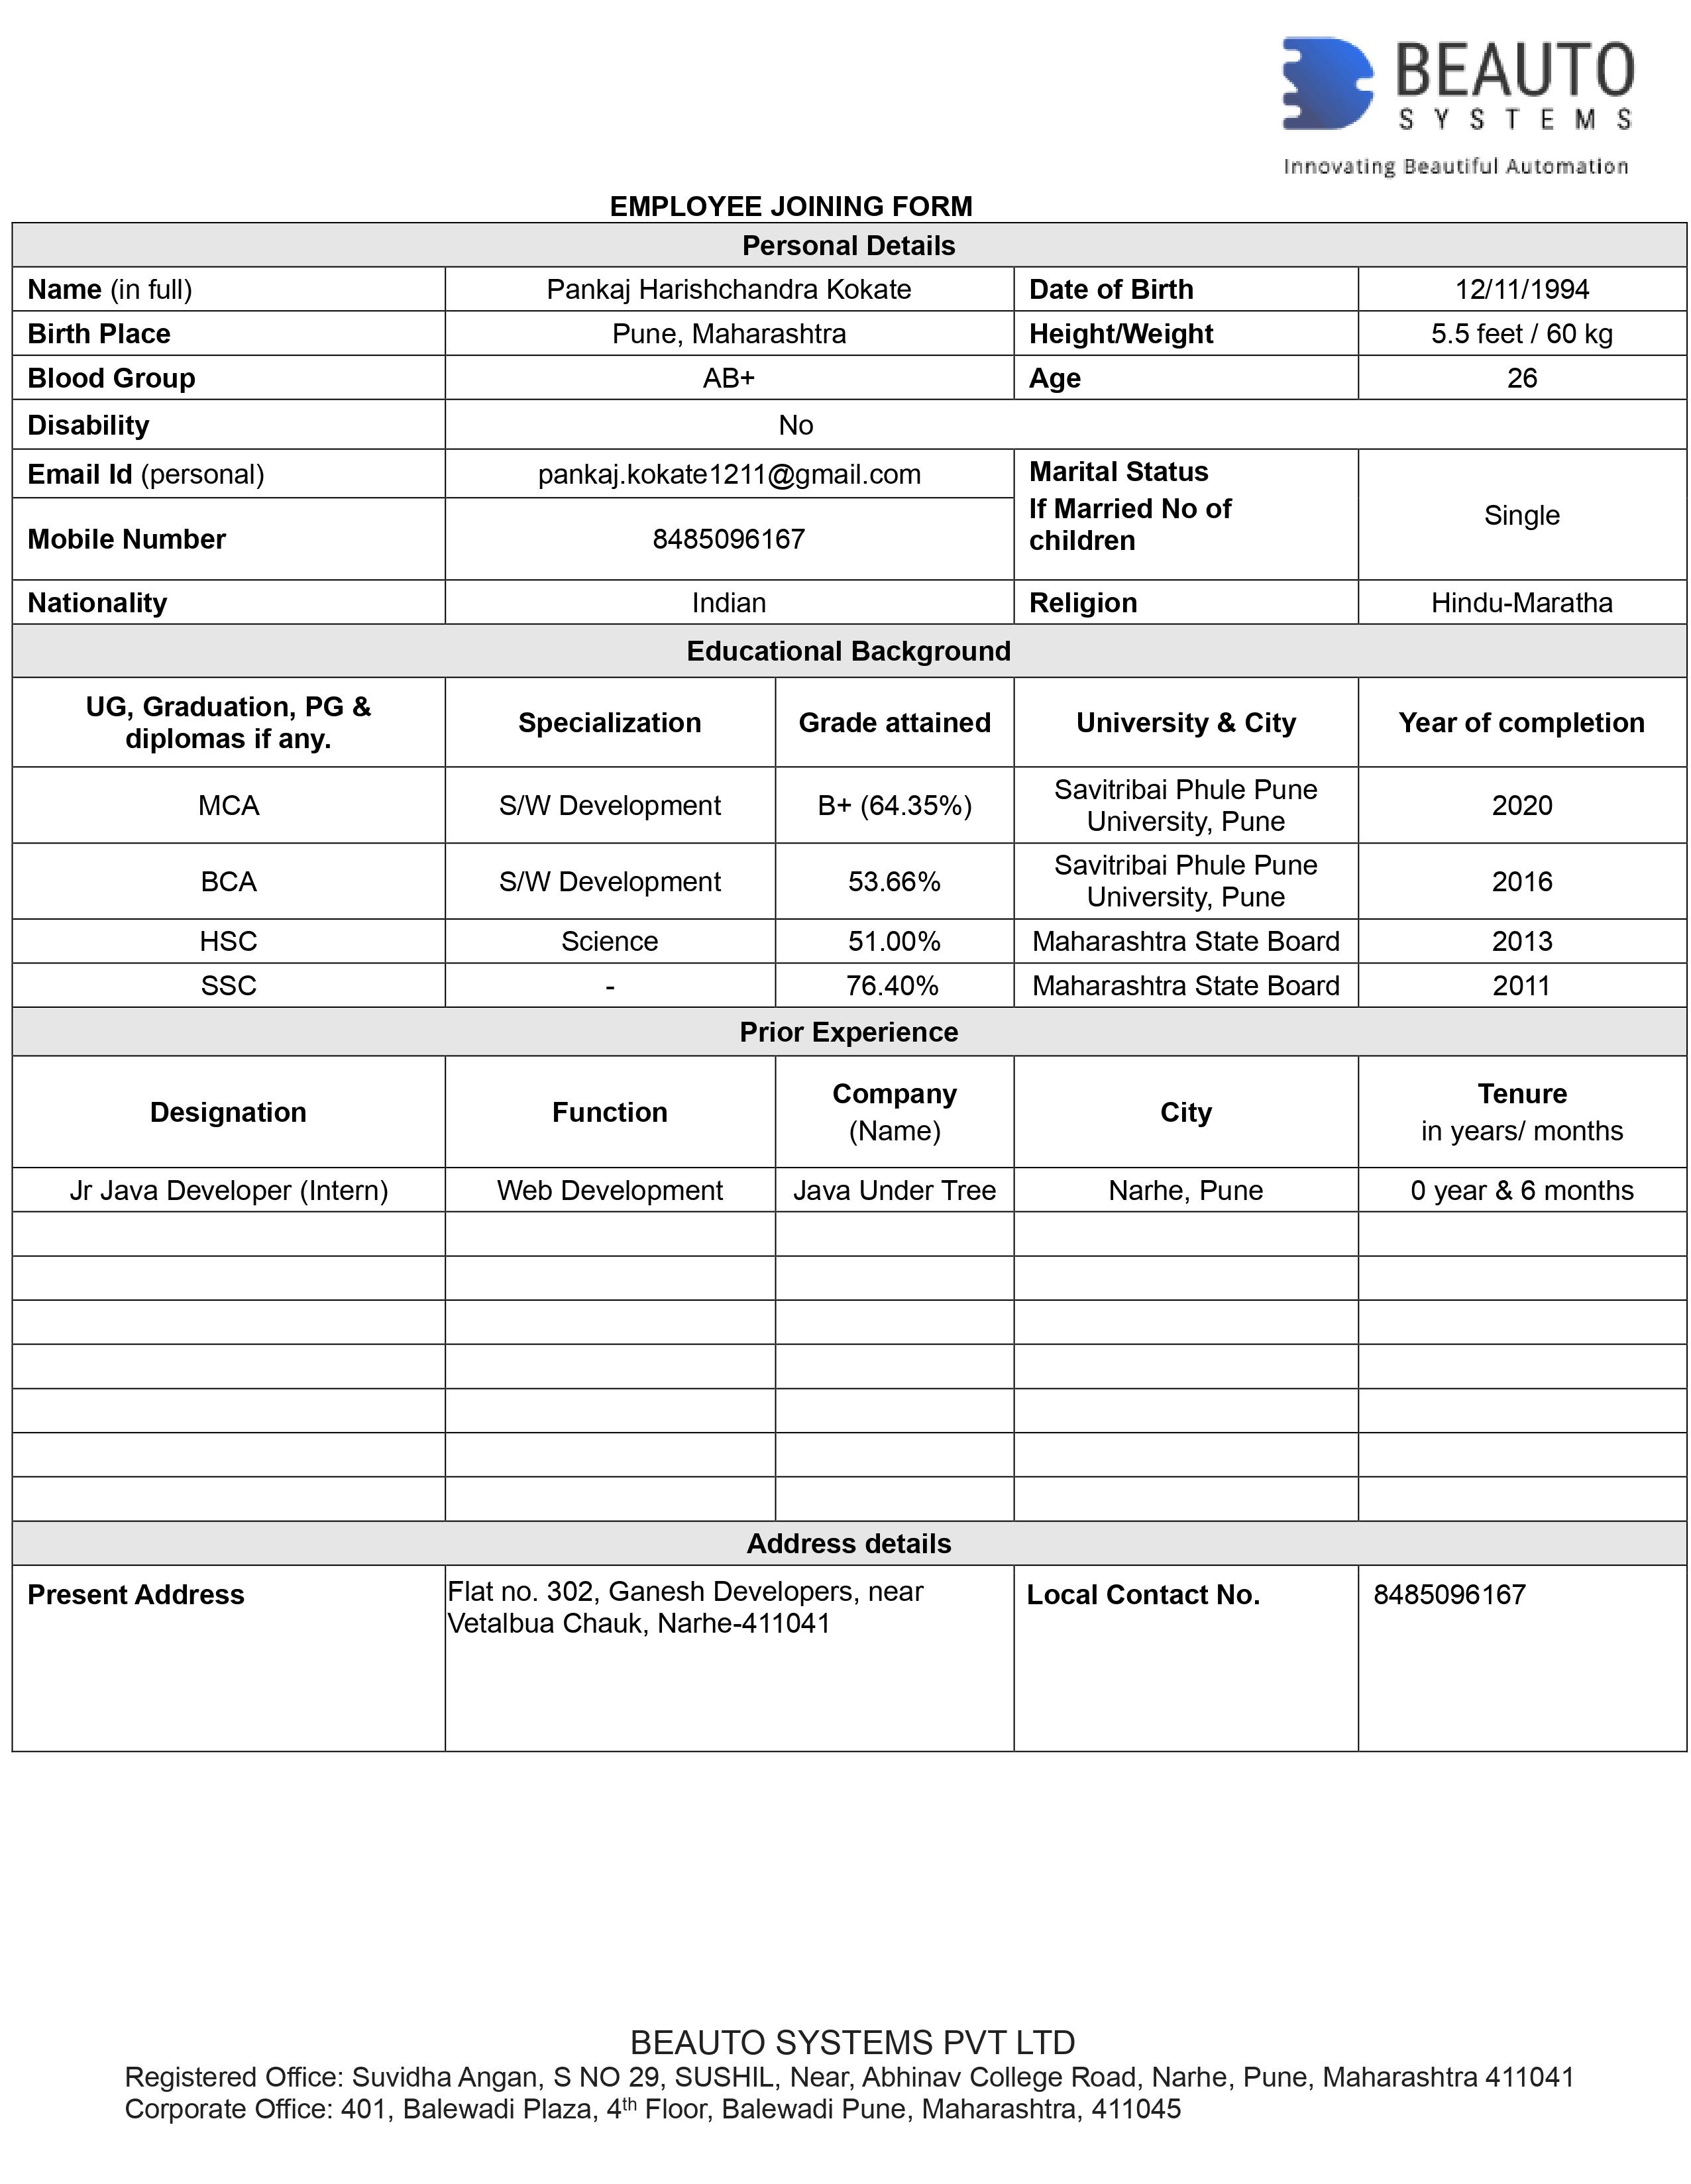 BEAUTO
SYSTEMS
Innovating Beautiful Automation
EMPLOYEE JOINING FORM
Personal Details
Name (in full) Pankaj Harishchandra Kokate Date of Birth 12/11/1994
Birth Place Pune, Maharashtra Height/Weight 5.5 feet / 60 kg
Blood Group AB+ Age 26
Disability No
Email Id (personal) pankaj.kokate1211@gmail.com Marital Status
If Married No of
children
Single
Mobile Number 8485096167
Nationality Indian Religion Hindu-Maratha
Educational Background
UG, Graduation, PG &
diplomas if any.
Specialization Grade attained University & City Year of completion
MCA S/W Development B+ (64.35%) Savitribai Phule Pune
University, Pune
2020
BCA S/W Development 53.66% Savitribai Phule Pune
University, Pune
2016
HSC Science 51.00% Maharashtra State Board 2013
SSC - 76.40% Maharashtra State Board 2011
Prior Experience
Designation Function Company
(Name)
City Tenure
in years/ months
Jr Java Developer (Intern) Web Development Java Under Tree Narhe, Pune 0 year & 6 months
Address details
Present Address Flat no. 302, Ganesh Developers, near
Vetalbua Chauk, Narhe-411041
Local Contact No. 8485096167
BEAUTO SYSTEMS PVT LTD
Registered Office: Suvidha Angan, S NO 29, SUSHIL, Near, Abhinav College Road, Narhe, Pune, Maharashtra 411041
Corporate Office: 401, Balewadi Plaza, 4th Floor, Balewadi Pune, Maharashtra, 411045